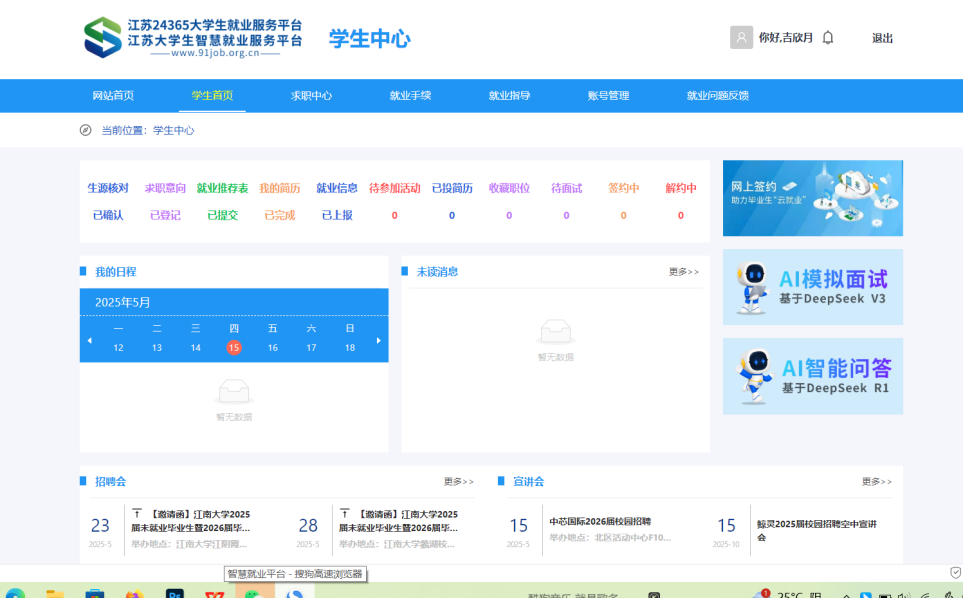 江苏24365大学生就业服务平台
江苏大学生智慧就业服务平台
www.91job.org.cn
学生中心
你好,吉欣月
退出
网站首页 学生首页 求职中心 就业手续 就业指导 账号管理 就业问题反馈
当前位置：学生中心
生源核对 求职意向 就业推荐表 我的简历 就业信息 待参加活动 已投简历 收藏职位 待面试 签约中 解约中
已确认 已登记 已提交 已完成 已上报 0 0 0 0 0 0
网上签约
助力毕业生“云就业”
我的日程
2025年5月
一 二 三 四 五 六 日
12 13 14 15 16 17 18
暂无数据
未读消息 更多>>
暂无数据
AI模拟面试
基于DeepSeek V3
AI智能问答
基于DeepSeek R1
招聘会 更多>>
23
2025-5
【邀请函】江南大学2025
届未就业毕业生暨2026届毕...
举办地点：江南大学江阴霞...
28
2025-5
【邀请函】江南大学2025
届未就业毕业生暨2026届毕...
举办地点：江南大学蠡湖校...
宣讲会 更多>>
15
2025-5
中芯国际2026届校园招聘
举办地点：北区活动中心F10...
15
2025-10
鲸灵2025届校园招聘空中宣讲
会
智慧就业平台 - 搜狗高速浏览器
Ps
1
25°C 阴